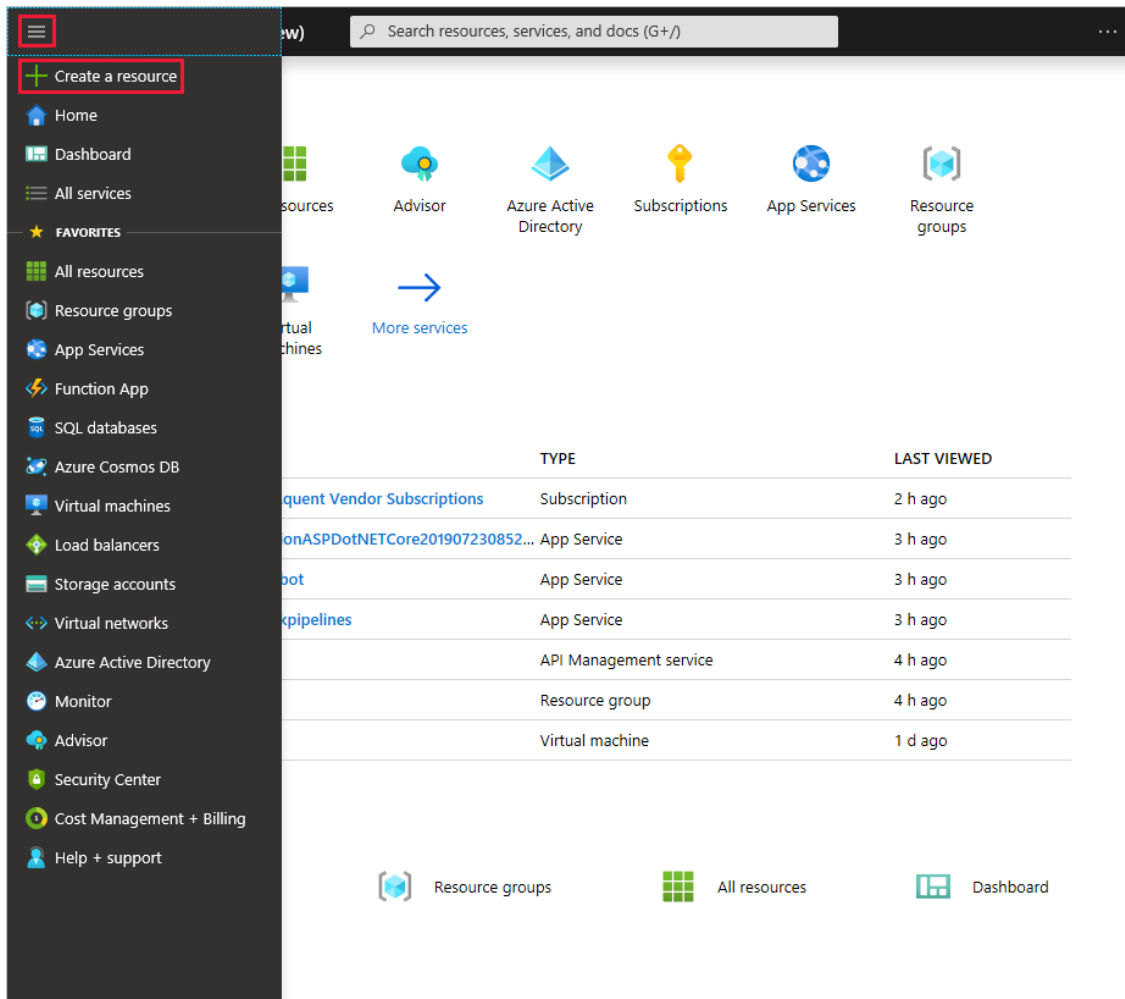 ew)
Search resources, services, and docs (G+/)
...
Create a resource
Home
Dashboard
All services
FAVORITES
All resources
Resource groups
App Services
Function App
SQL databases
Azure Cosmos DB
Virtual machines
Load balancers
Storage accounts
Virtual networks
Azure Active Directory
Monitor
Advisor
Security Center
Cost Management + Billing
Help + support
sources
Advisor
Azure Active
Directory
Subscriptions
App Services
Resource
groups
rtual
chines
More services
TYPE LAST VIEWED
quent Vendor Subscriptions Subscription 2 h ago
ionASPDotNETCore201907230852... App Service 3 h ago
bot App Service 3 h ago
xpipelines App Service 3 h ago
API Management service 4 h ago
Resource group 4 h ago
Virtual machine 1 d ago
Resource groups
All resources
Dashboard